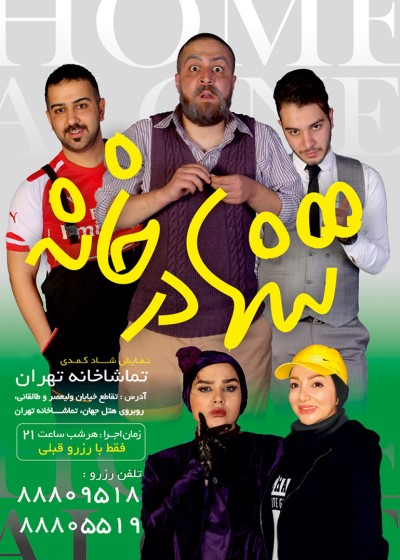 HOME
ALONE
تنها در خانه
نمایش شاد کمدی
تماشاخانه تهران
آدرس : تقاطع خیابان ولیعصر و طالقانی،
روبروی هتل جهان، تماشاخانه تهران
زمان اجرا : هر شب ساعت ۲۱
فقط با رزرو قبلی
تلفن رزرو :
۸۸۸۰۹۵۱۸
۸۸۸۰۵۵۱۹